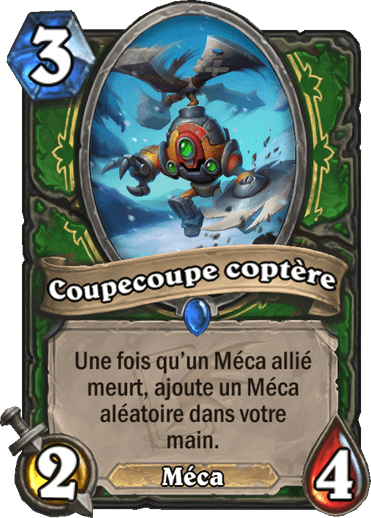 3
Coupecoupe coptère
Une fois qu'un Méca allié
meurt, ajoute un Méca
aléatoire dans votre
main.
2
Méca
4